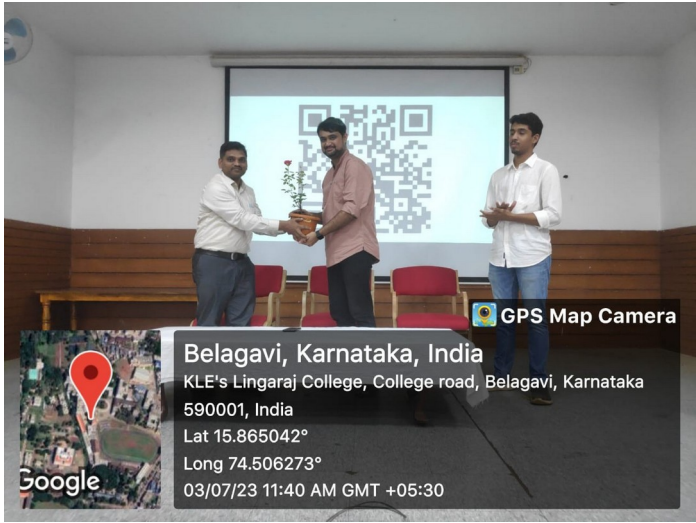 GPS Map Camera
Belagavi, Karnataka, India
KLE's Lingaraj College, College road, Belagavi, Karnataka
590001, India
Lat 15.865042°
Long 74.506273°
03/07/23 11:40 AM GMT +05:30
Google